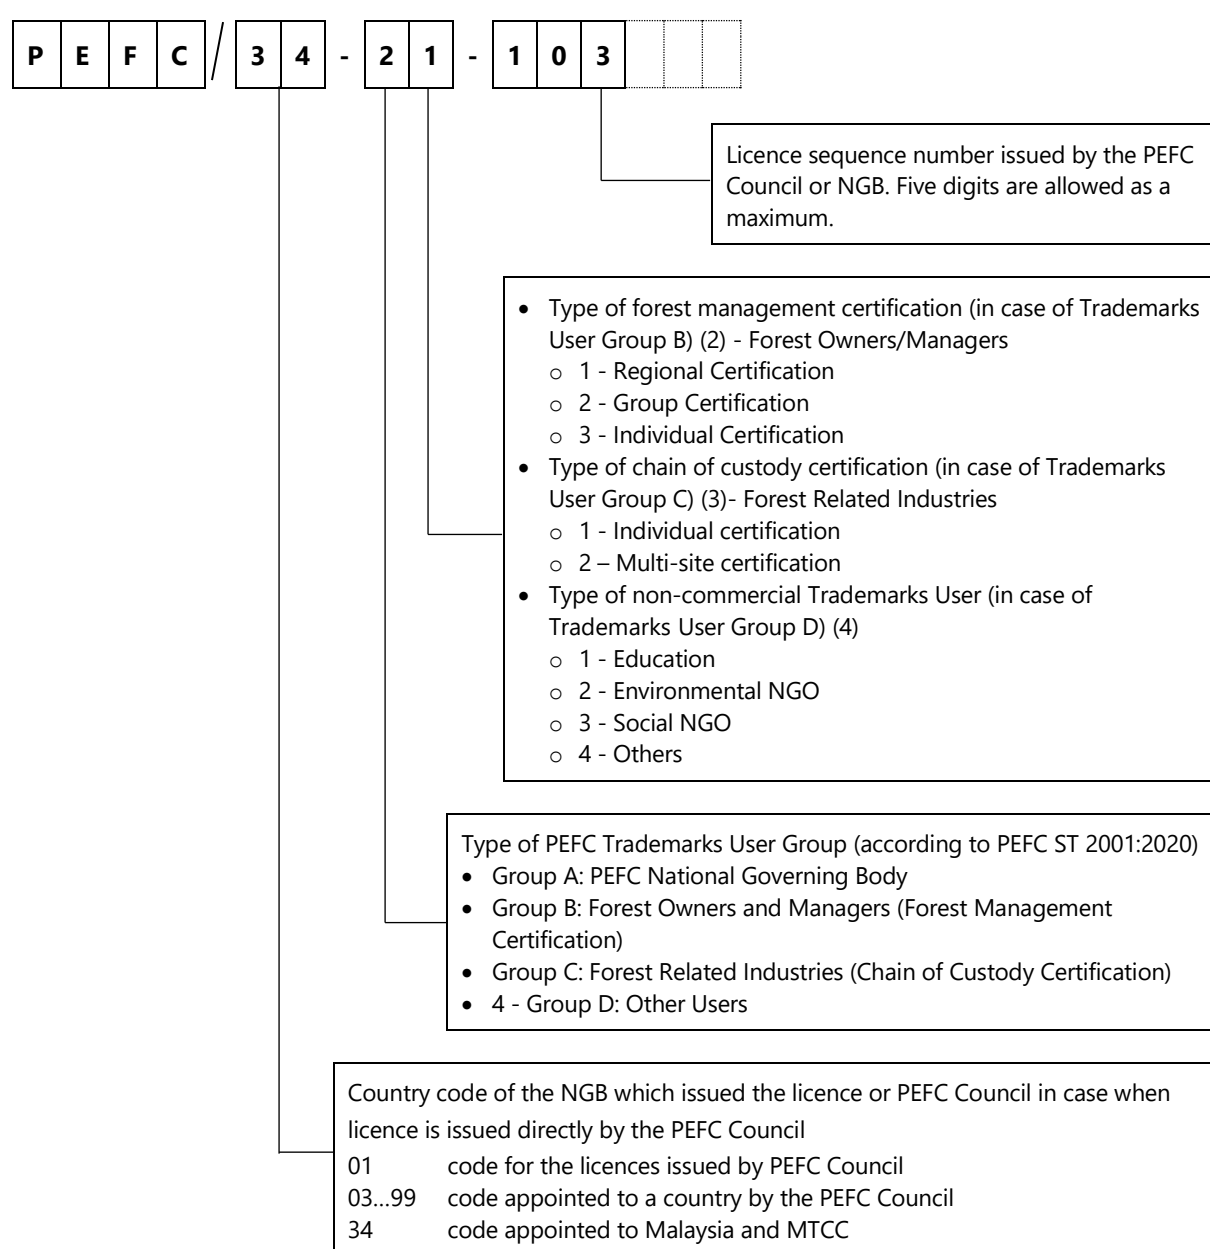 P E F C / 3 4 - 2 1 - 1 0 3
Licence sequence number issued by the PEFC
Council or NGB. Five digits are allowed as a
maximum.
• Type of forest management certification (in case of Trademarks
User Group B) (2) - Forest Owners/Managers
o 1 - Regional Certification
o 2 - Group Certification
o 3 - Individual Certification
• Type of chain of custody certification (in case of Trademarks
User Group C) (3)- Forest Related Industries
o 1 - Individual certification
o 2 – Multi-site certification
• Type of non-commercial Trademarks User (in case of
Trademarks User Group D) (4)
o 1 - Education
o 2 - Environmental NGO
o 3 - Social NGO
o 4 - Others
Type of PEFC Trademarks User Group (according to PEFC ST 2001:2020)
• Group A: PEFC National Governing Body
• Group B: Forest Owners and Managers (Forest Management
Certification)
• Group C: Forest Related Industries (Chain of Custody Certification)
• 4 - Group D: Other Users
Country code of the NGB which issued the licence or PEFC Council in case when
licence is issued directly by the PEFC Council
01 code for the licences issued by PEFC Council
03...99 code appointed to a country by the PEFC Council
34 code appointed to Malaysia and MTCC